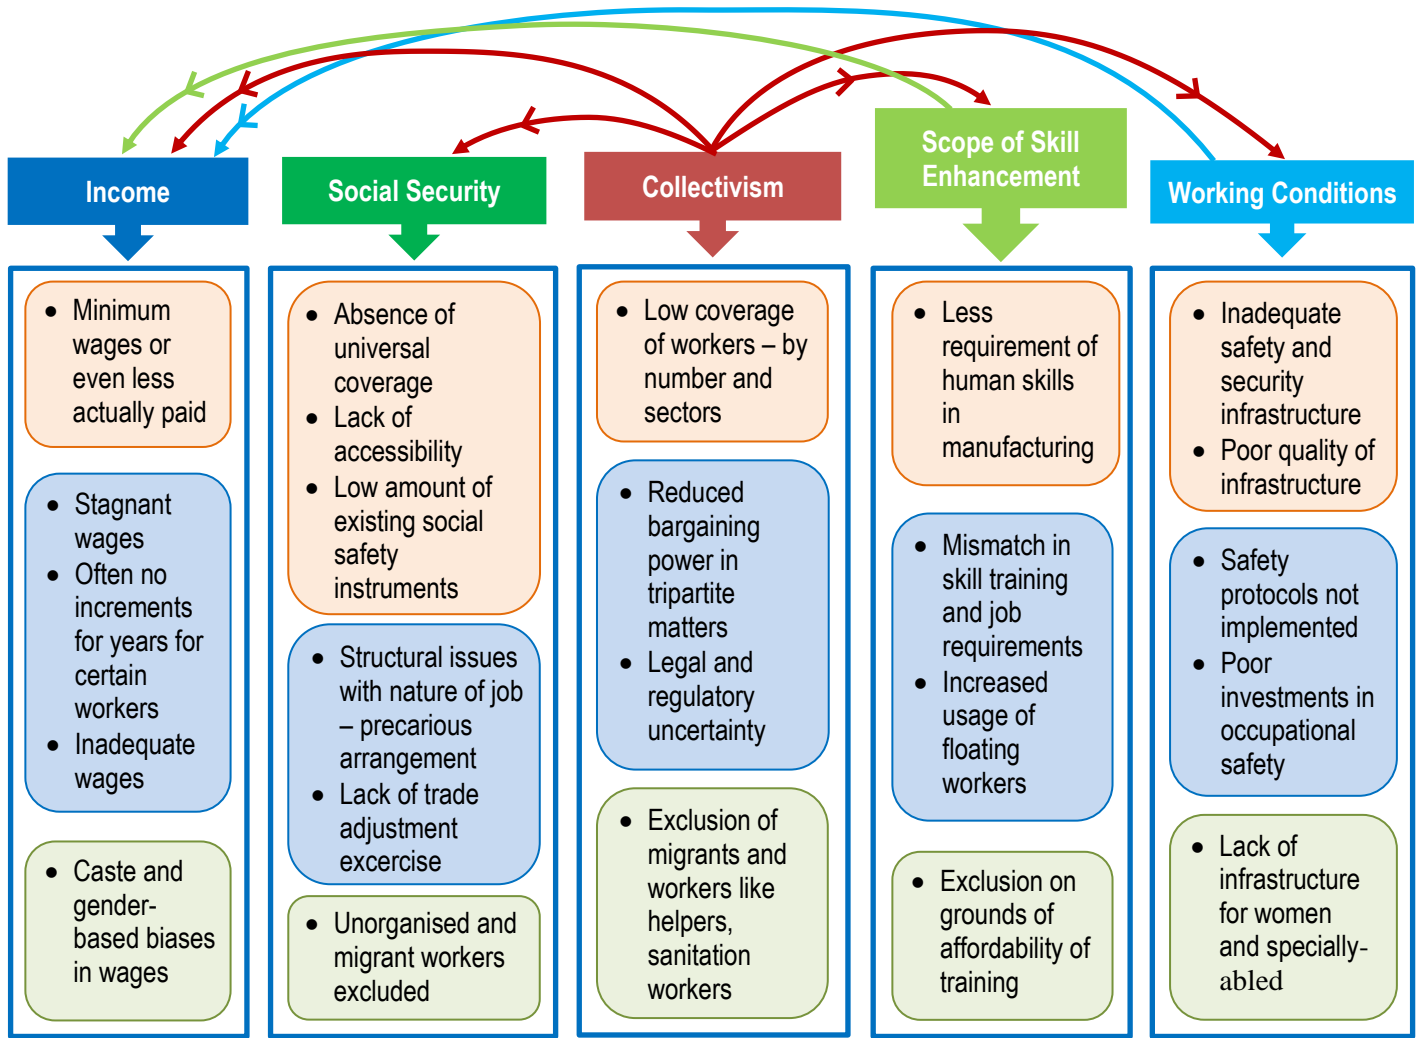 Income
Social Security
Collectivism
Scope of Skill
Enhancement
Working Conditions
• Minimum
wages or
even less
actually paid
• Stagnant
wages
• Often no
increments
for years for
certain
workers
• Inadequate
wages
• Caste and
gender-
based biases
in wages
• Absence of
universal
coverage
• Lack of
accessibility
• Low amount of
existing social
safety
instruments
• Structural issues
with nature of job
– precarious
arrangement
• Lack of trade
adjustment
excercise
• Unorganised and
migrant workers
excluded
• Low coverage
of workers – by
number and
sectors
• Reduced
bargaining
power in
tripartite
matters
• Legal and
regulatory
uncertainty
• Exclusion of
migrants and
workers like
helpers,
sanitation
workers
• Less
requirement of
human skills
in
manufacturing
• Mismatch in
skill training
and job
requirements
• Increased
usage of
floating
workers
• Exclusion on
grounds of
affordability of
training
• Inadequate
safety and
security
infrastructure
• Poor quality of
infrastructure
• Safety
protocols not
implemented
• Poor
investments in
occupational
safety
• Lack of
infrastructure
for women
and specially-
abled